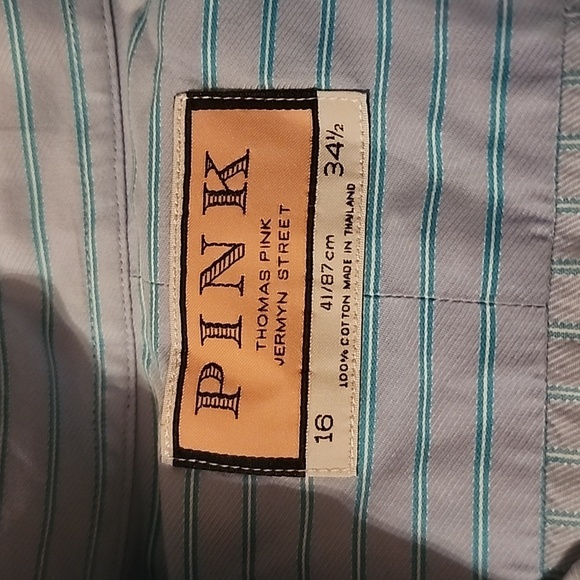 PINK
THOMAS PINK
JERMYN STREET
16 41/87cm 34½
100% COTTON MADE IN THAILAND